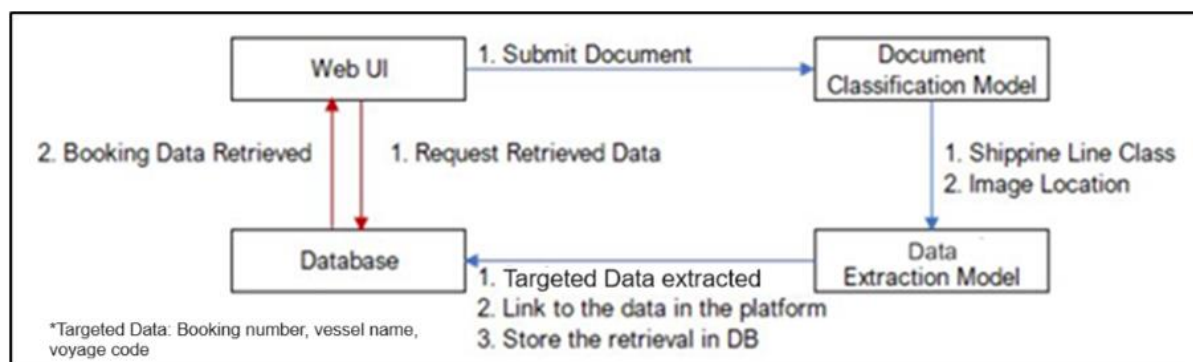 Web UI
1. Submit Document
Document
Classification Model
2. Booking Data Retrieved
1. Request Retrieved Data
1. Shippine Line Class
2. Image Location
Database
Data
Extraction Model
1. Targeted Data extracted
2. Link to the data in the platform
3. Store the retrieval in DB
*Targeted Data: Booking number, vessel name,
voyage code